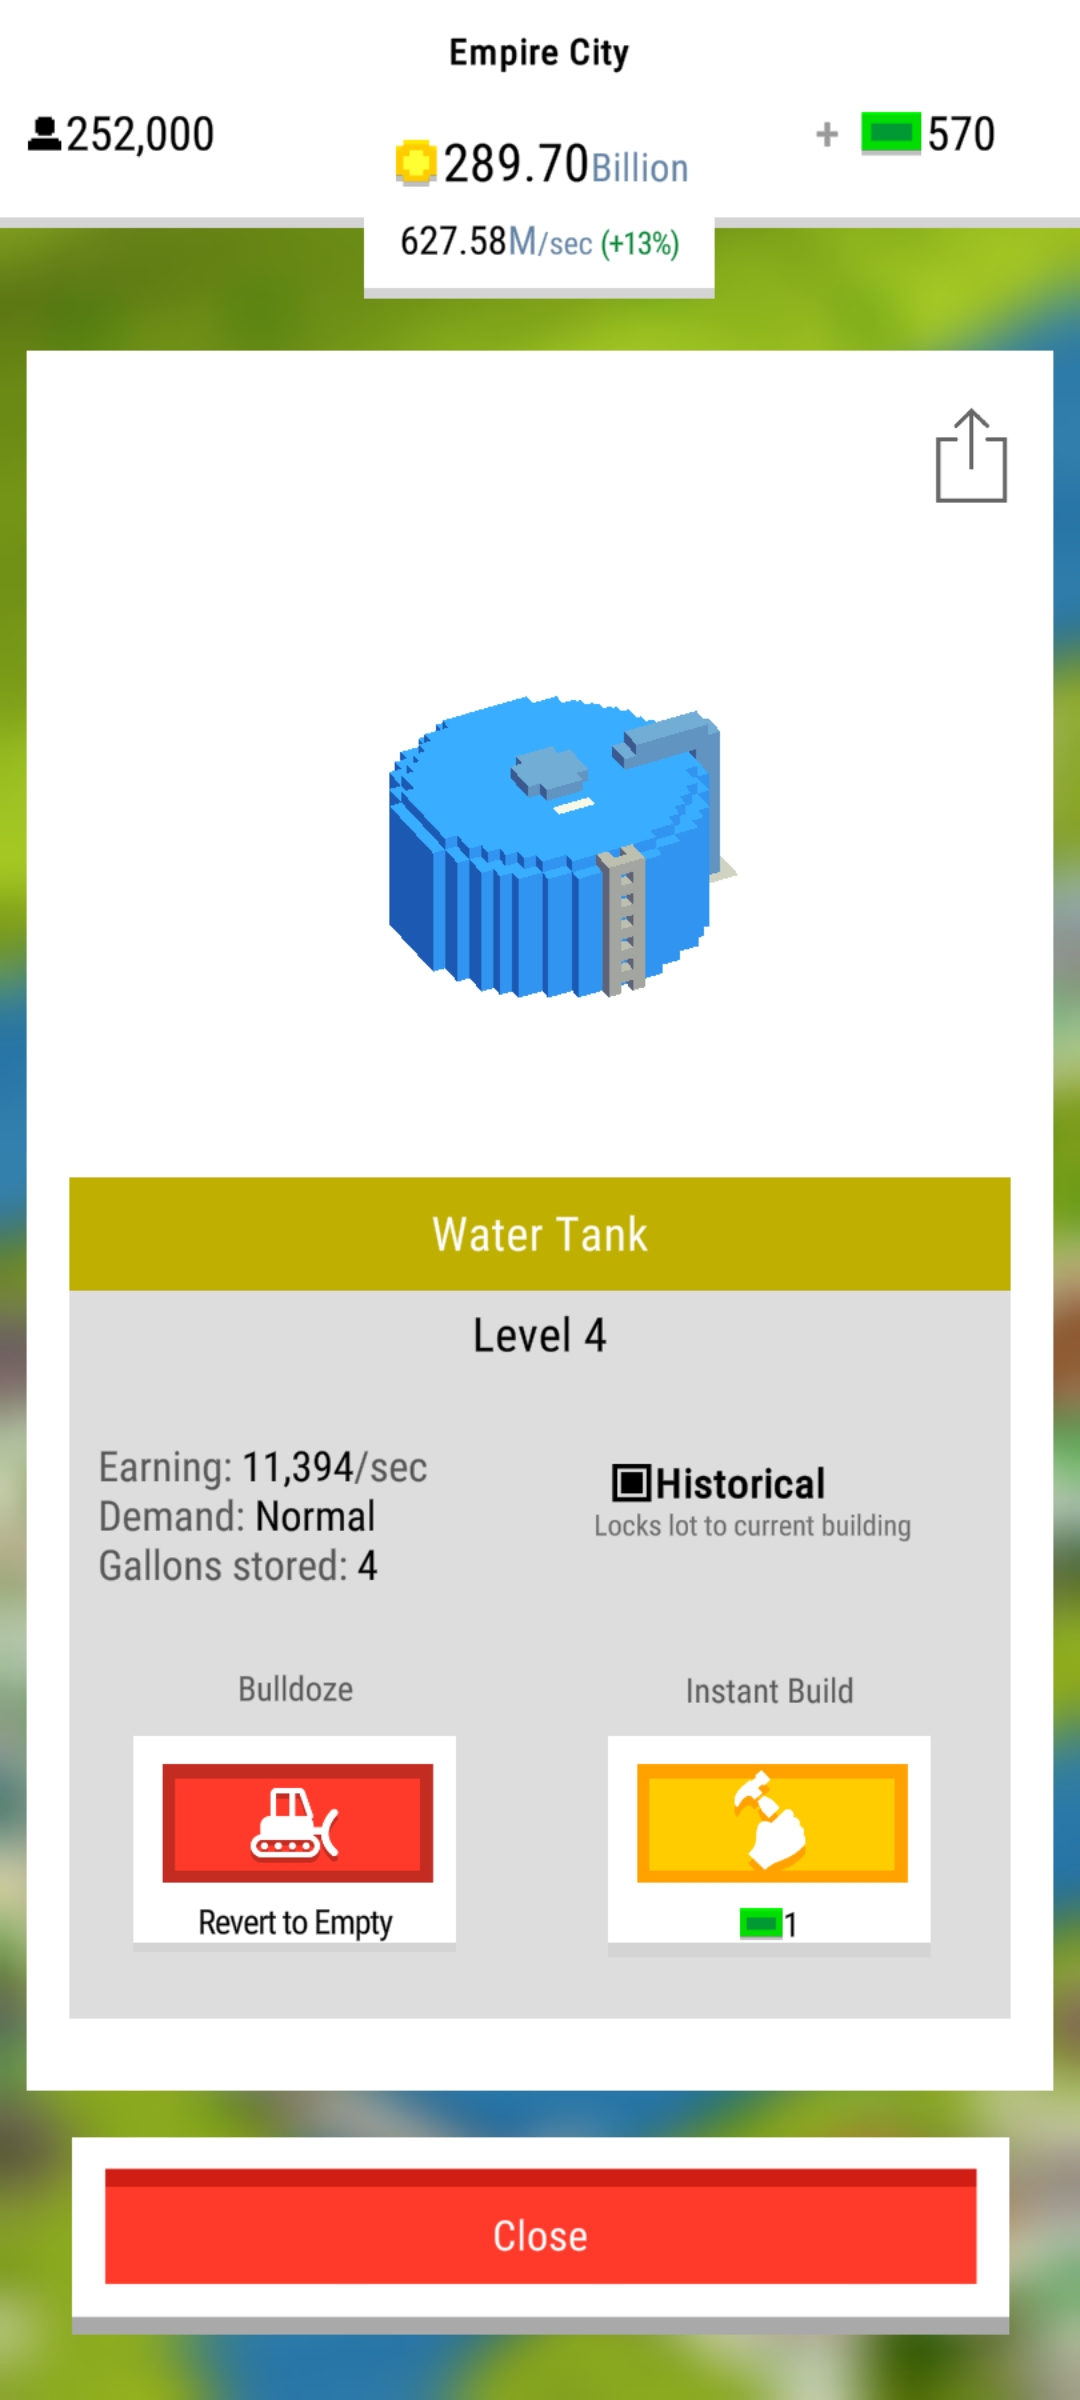 Empire City
252,000
289.70Billion
+ 570
627.58M/sec (+13%)
Water Tank
Level 4
Earning: 11,394/sec
Demand: Normal
Gallons stored: 4
Historical
Locks lot to current building
Bulldoze
Revert to Empty
Instant Build
1
Close